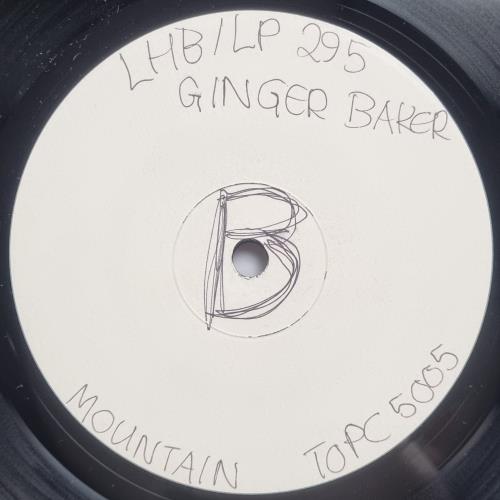 LHB/LP 295
GINGER BAKER
B
MOUNTAIN TOPC 5005